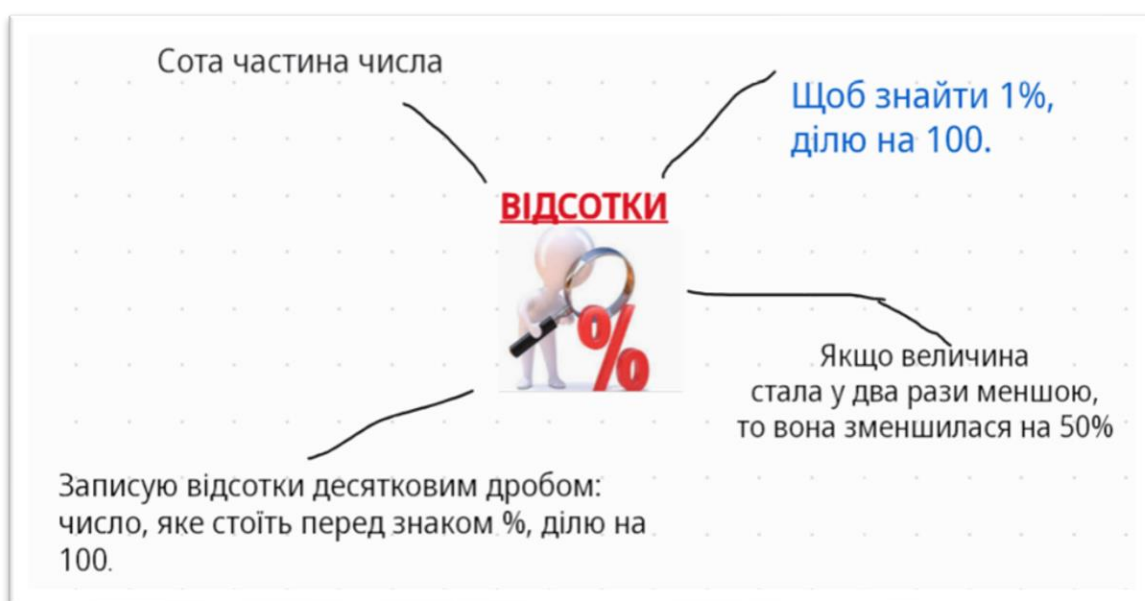 Сота частина числа
Щоб знайти 1%,
ділю на 100.
ВІДСОТКИ
%
Якщо величина
стала у два рази меншою,
то вона зменшилася на 50%
Записую відсотки десятковим дробом:
число, яке стоїть перед знаком %, ділю на
100.